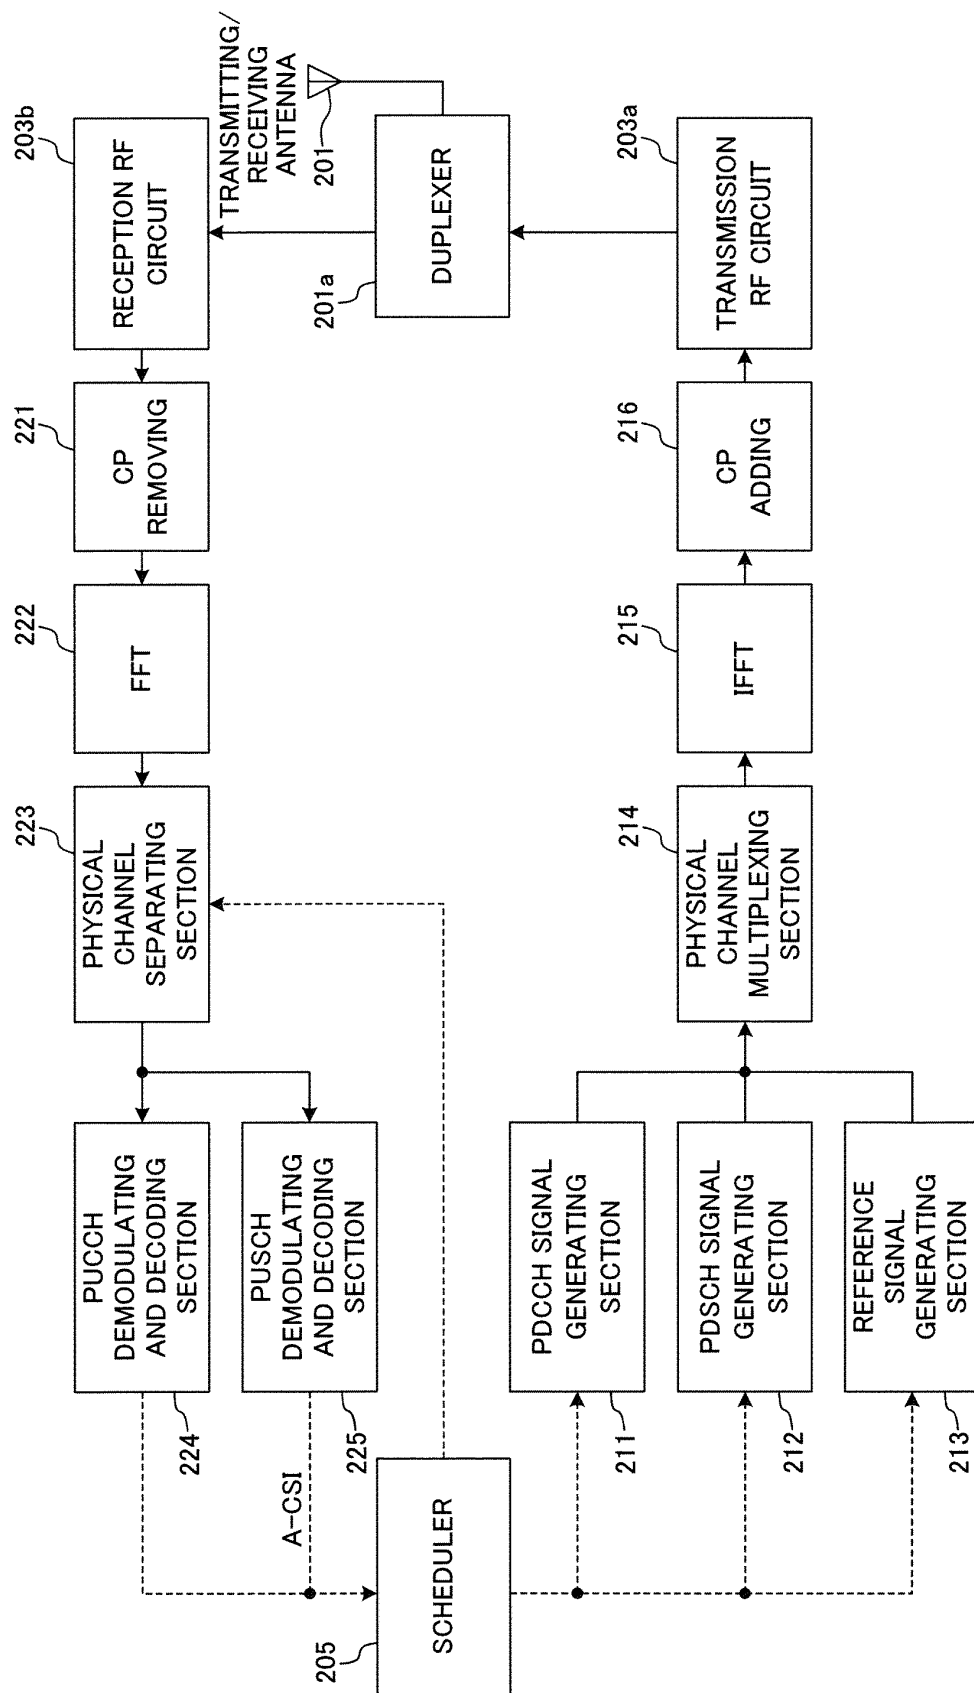 203b
RECEPTION RF
CIRCUIT
TRANSMITTING/
RECEIVING
ANTENNA
201
201a
DUPLEXER
203a
TRANSMISSION
RF CIRCUIT
221
CP
REMOVING
216
CP
ADDING
222
FFT
215
IFFT
223
PHYSICAL
CHANNEL
SEPARATING
SECTION
214
PHYSICAL
CHANNEL
MULTIPLEXING
SECTION
PUCCH
DEMODULATING
AND DECODING
SECTION
224
PUSCH
DEMODULATING
AND DECODING
SECTION
225
A-CSI
PDCCH SIGNAL
GENERATING
SECTION
211
PDSCH SIGNAL
GENERATING
SECTION
212
REFERENCE
SIGNAL
GENERATING
SECTION
213
205
SCHEDULER